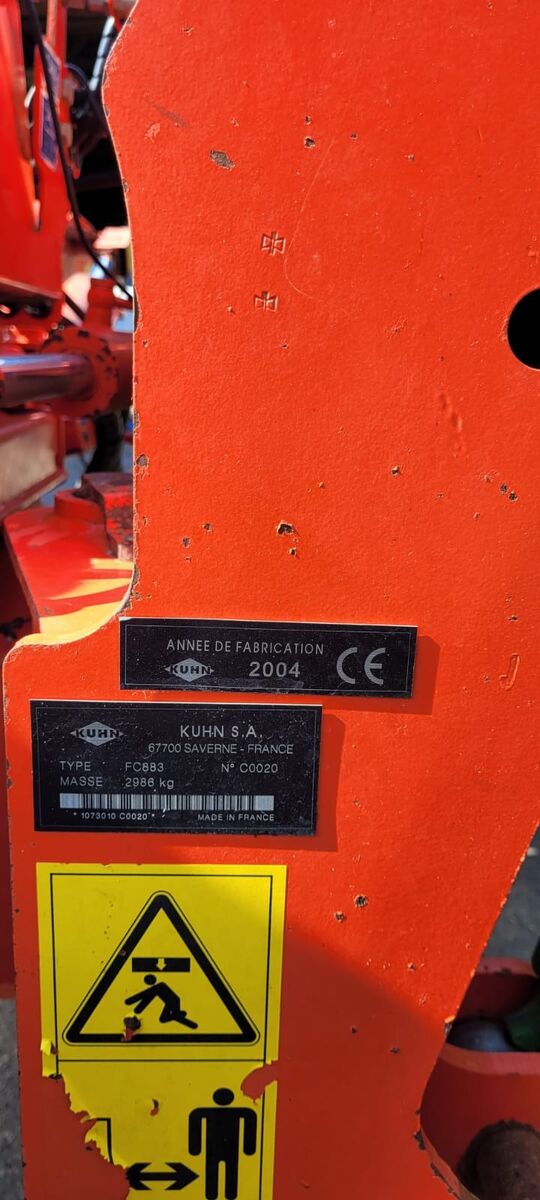 ANNEE DE FABRICATION
KUHN 2004 CE
KUHN KUHN S.A.
67700 SAVERNE - FRANCE
TYPE FC883 N° C0020
MASSE 2986 kg
* 1073010 C0020 * MADE IN FRANCE